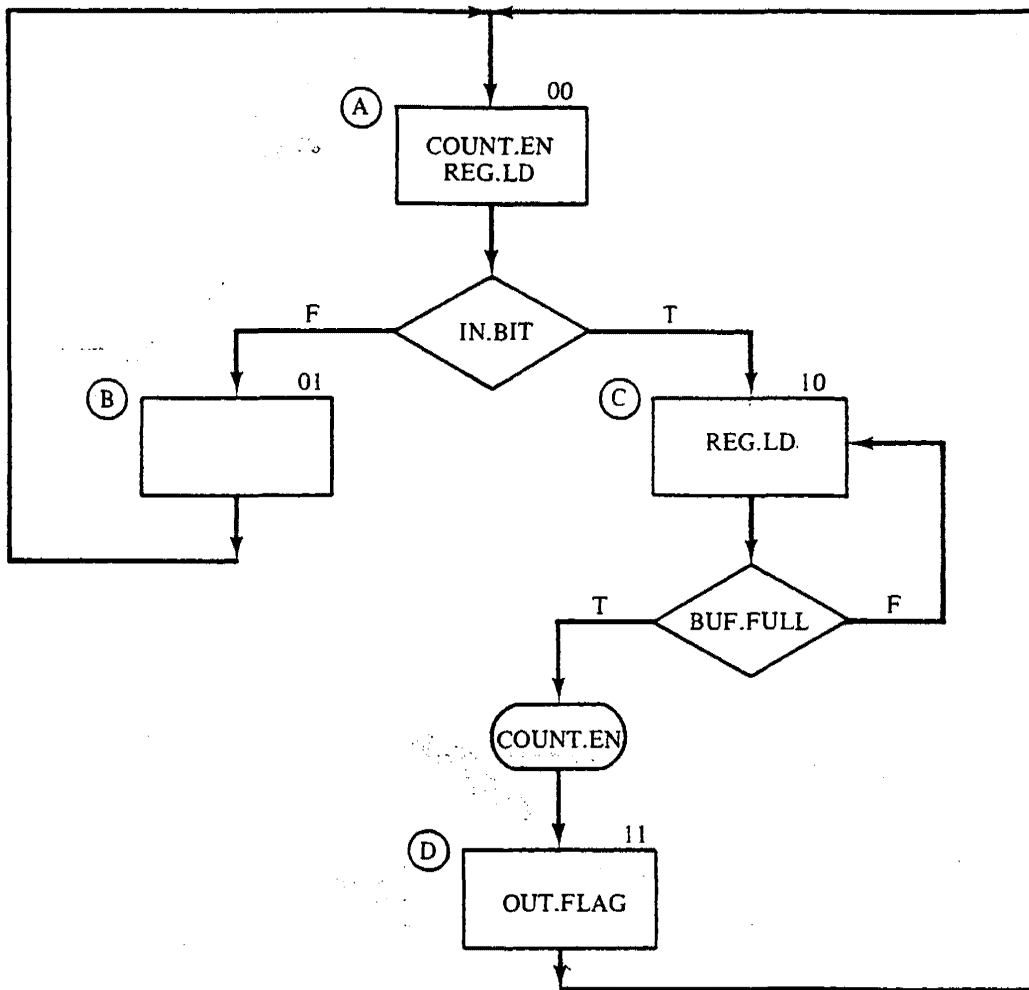 00
A
COUNT.EN
REG.LD
F
IN.BIT
T
01
B
10
C
REG.LD
T
BUF.FULL
F
COUNT.EN
11
D
OUT.FLAG